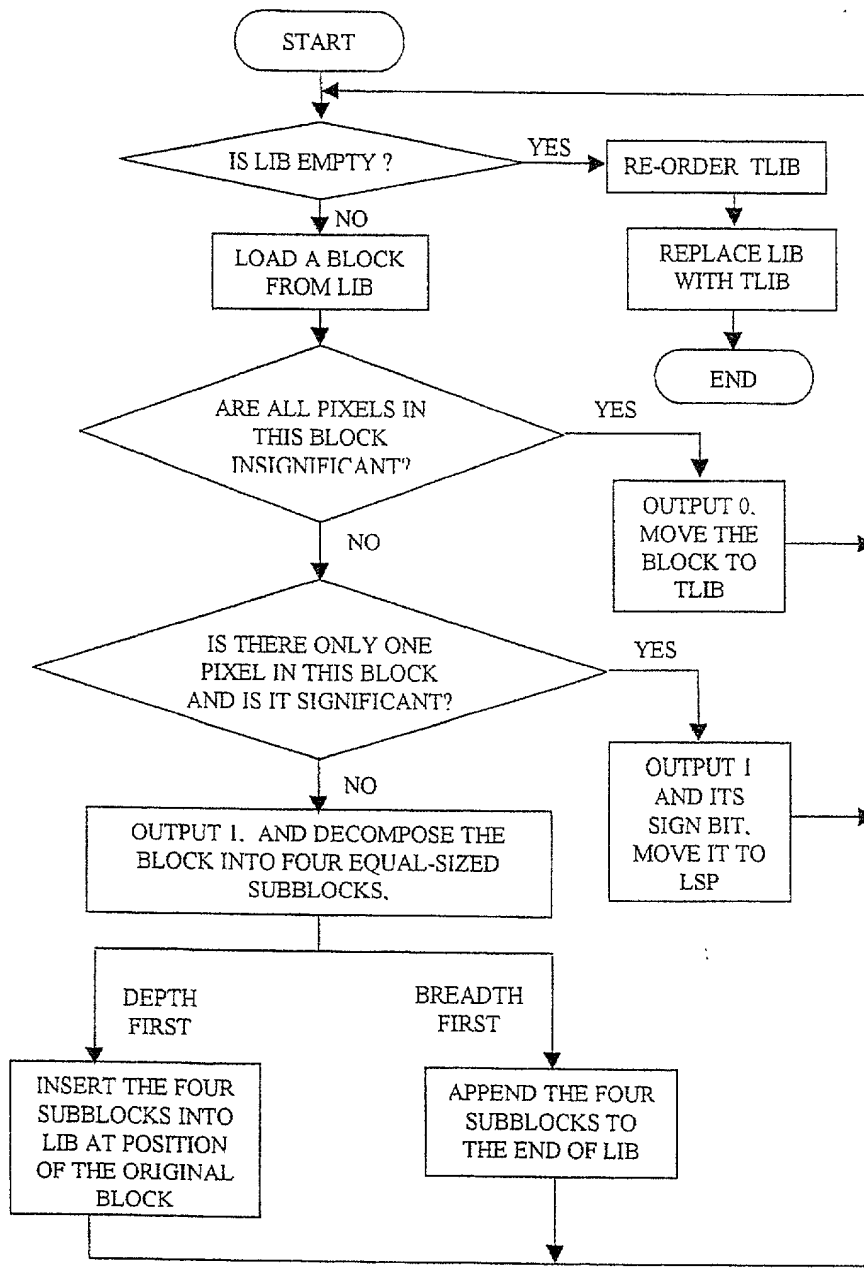 START
IS LIB EMPTY ?
YES
RE-ORDER TLIB
NO
LOAD A BLOCK
FROM LIB
REPLACE LIB
WITH TLIB
END
ARE ALL PIXELS IN
THIS BLOCK
INSIGNIFICANT?
YES
OUTPUT 0.
MOVE THE
BLOCK TO
TLIB
NO
IS THERE ONLY ONE
PIXEL IN THIS BLOCK
AND IS IT SIGNIFICANT?
YES
OUTPUT 1
AND ITS
SIGN BIT.
MOVE IT TO
LSP
NO
OUTPUT 1. AND DECOMPOSE THE
BLOCK INTO FOUR EQUAL-SIZED
SUBBLOCKS.
DEPTH
FIRST
BREADTH
FIRST
INSERT THE FOUR
SUBBLOCKS INTO
LIB AT POSITION
OF THE ORIGINAL
BLOCK
APPEND THE FOUR
SUBBLOCKS TO
THE END OF LIB